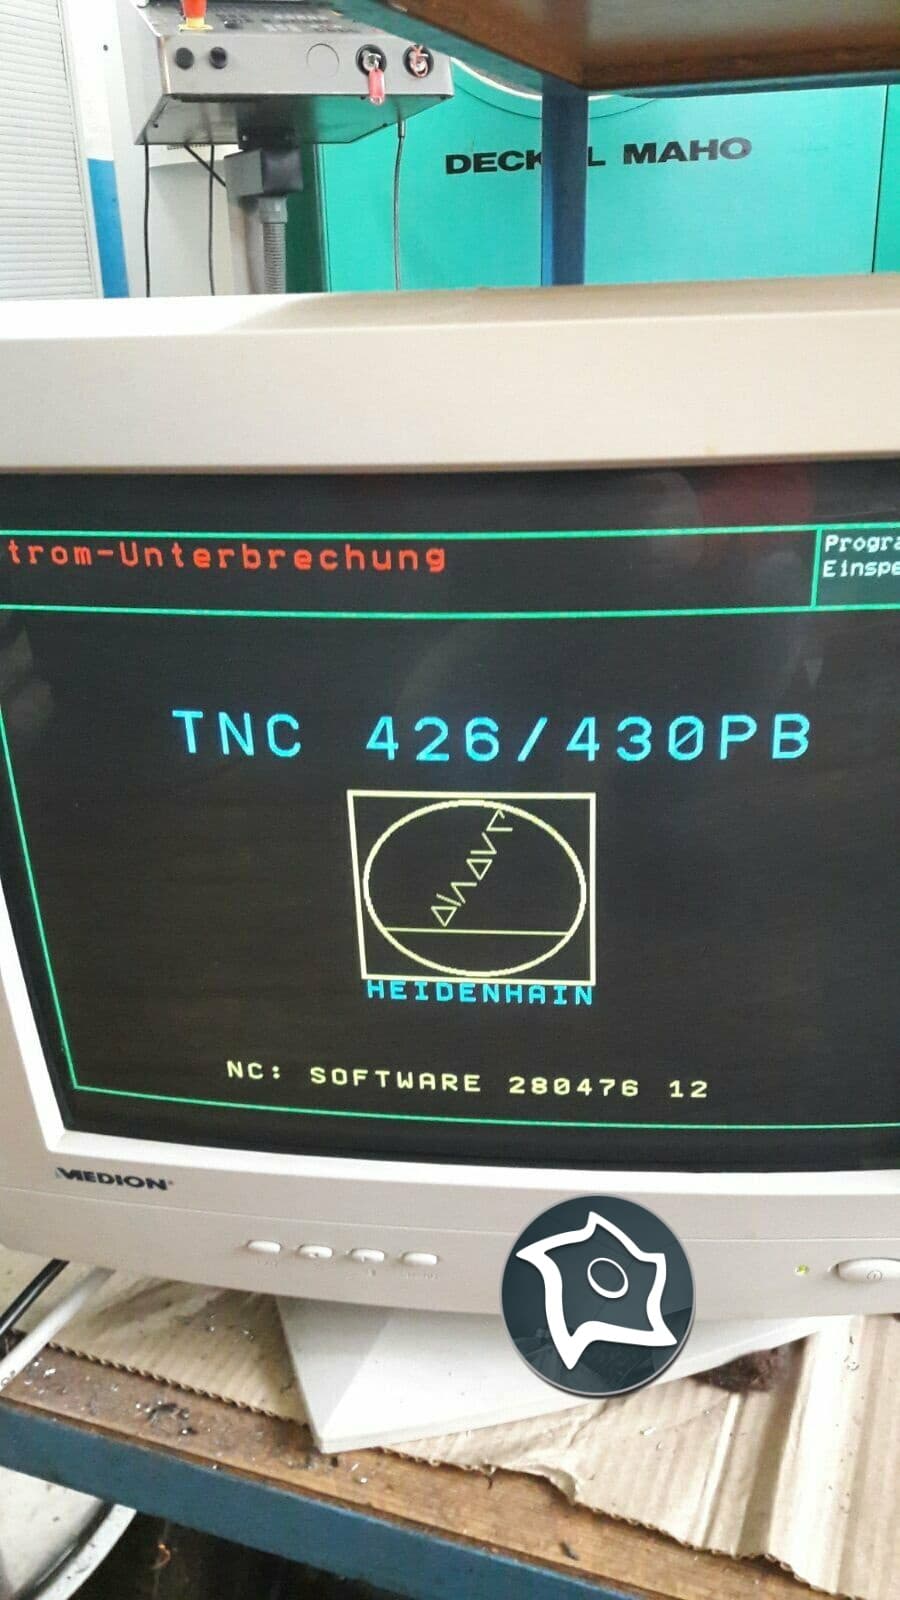 DECK L MAHO
trom-Unterbrechung
Progra
Einspe
TNC 426/430PB
HEIDENHAIN
NC: SOFTWARE 280476 12
MEDION